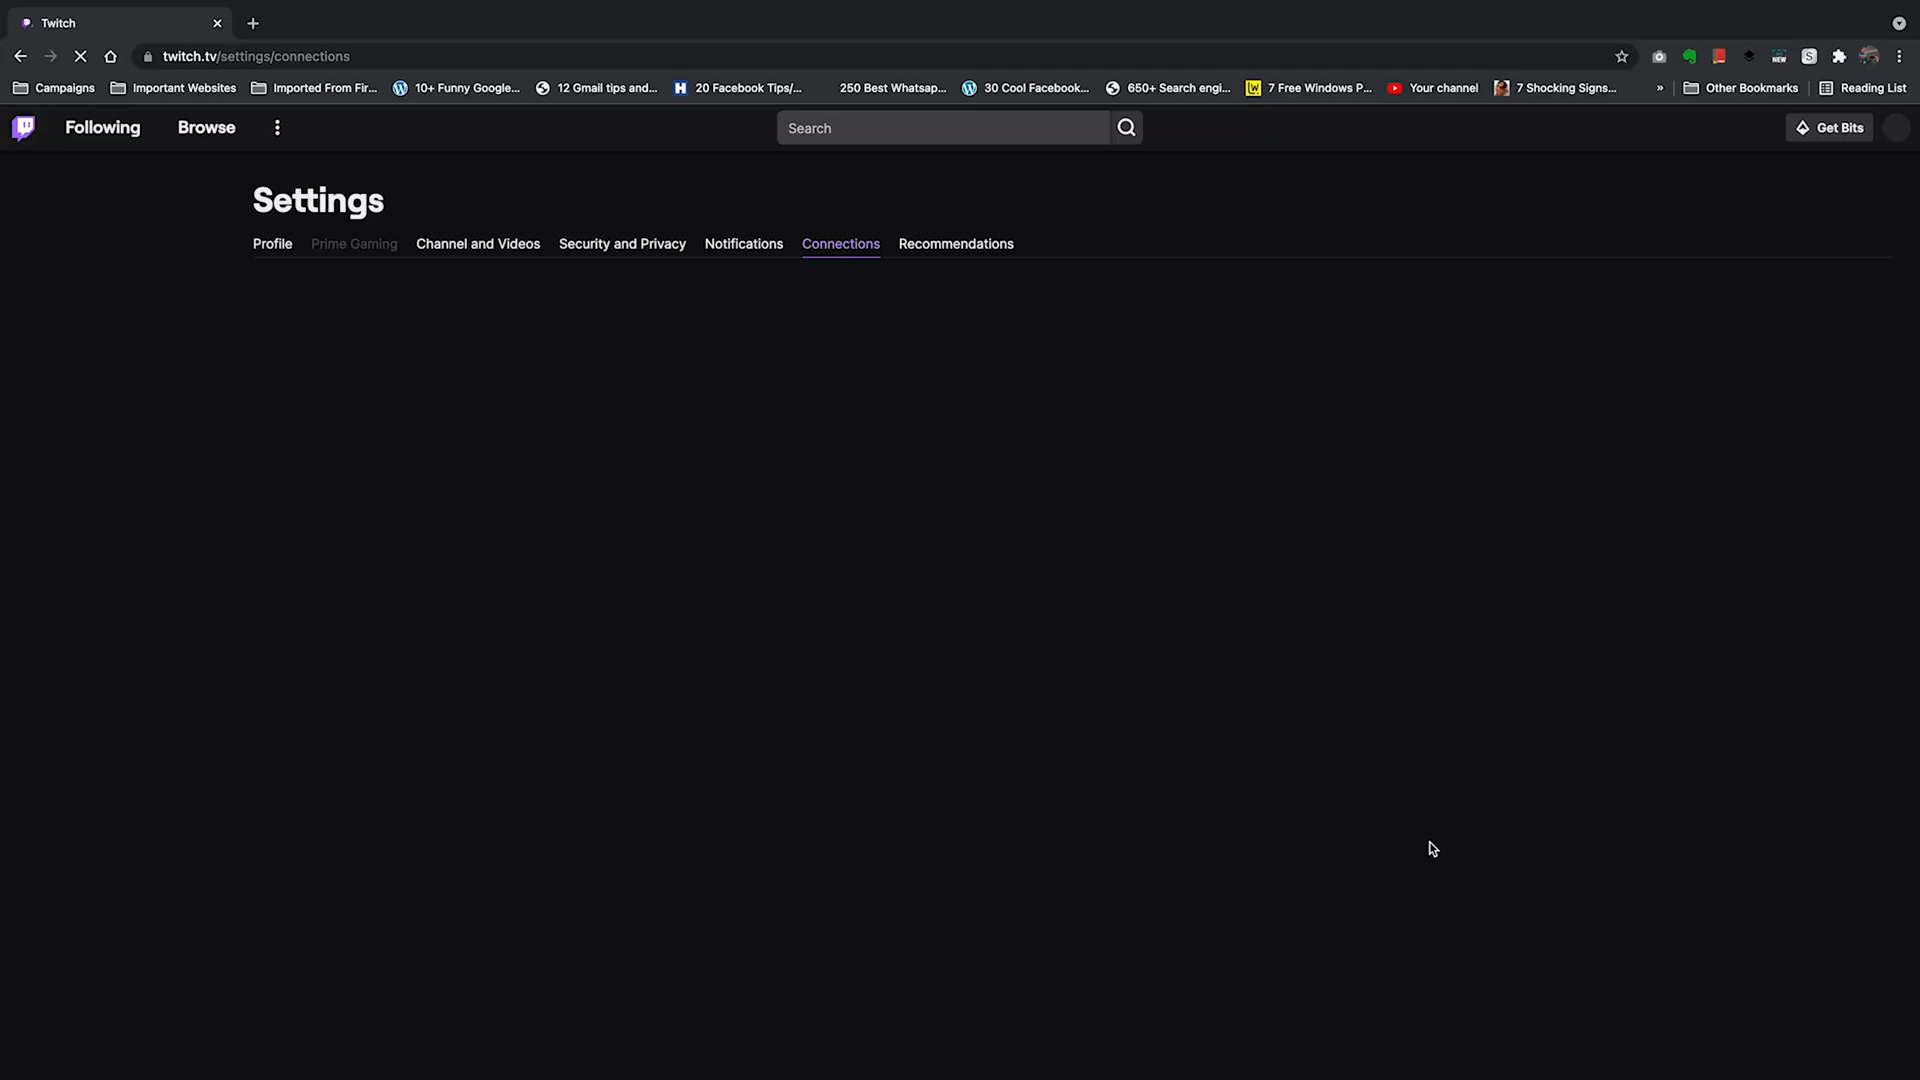 Twitch
twitch.tv/settings/connections
Campaigns Important Websites Imported From Fir... 10+ Funny Google... 12 Gmail tips and... H 20 Facebook Tips/... 250 Best Whatsap... 30 Cool Facebook... 650+ Search engi... LW 7 Free Windows P... Your channel 7 Shocking Signs... » Other Bookmarks Reading List
Following Browse Search Get Bits
Settings
Profile Prime Gaming Channel and Videos Security and Privacy Notifications Connections Recommendations